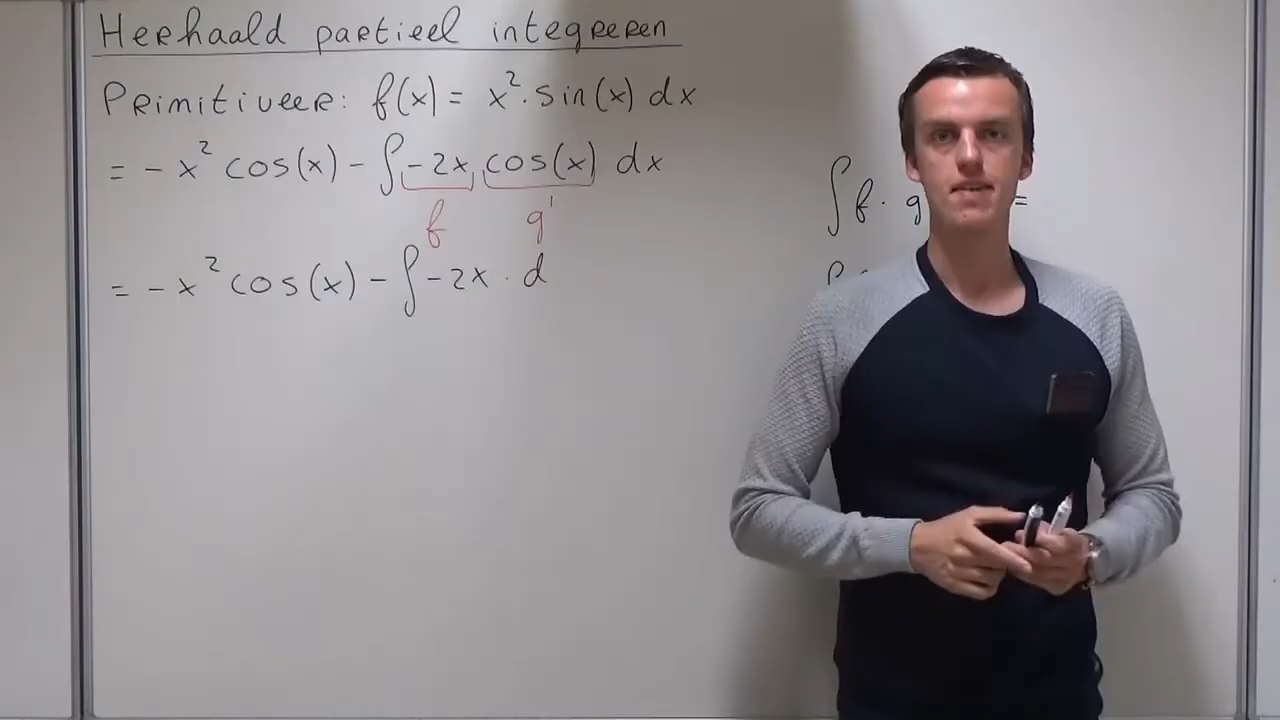 Herhaald partieel integreren
Primitiveer: f(x) = x²·sin(x) dx
= -x² cos(x) - ∫-2x cos(x) dx
f g'
= -x² cos(x) - ∫-2x · d
∫f · g =
∫